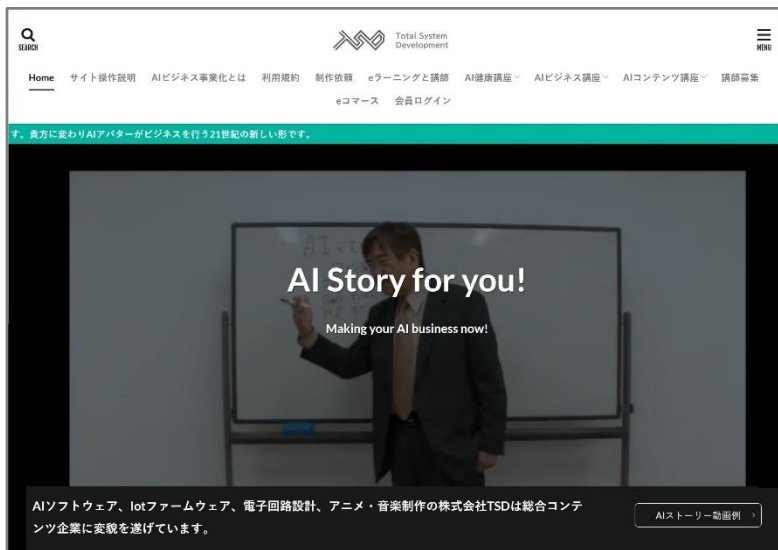 SEARCH
Total System
Development
MENU
Home サイト操作説明 AIビジネス事業化とは 利用規約 制作依頼 eラーニングと講師 AI健康講座 AIビジネス講座 AIコンテンツ講座 講師募集
eコマース 会員ログイン
す。貴方に変わりAIアバターがビジネスを行う21世紀の新しい形です。
AI Story for you!
Making your AI business now!
AIソフトウェア、Iotファームウェア、電子回路設計、アニメ・音楽制作の株式会社TSDは総合コンテ
ンツ企業に変貌を遂げています。
AIストーリー動画例